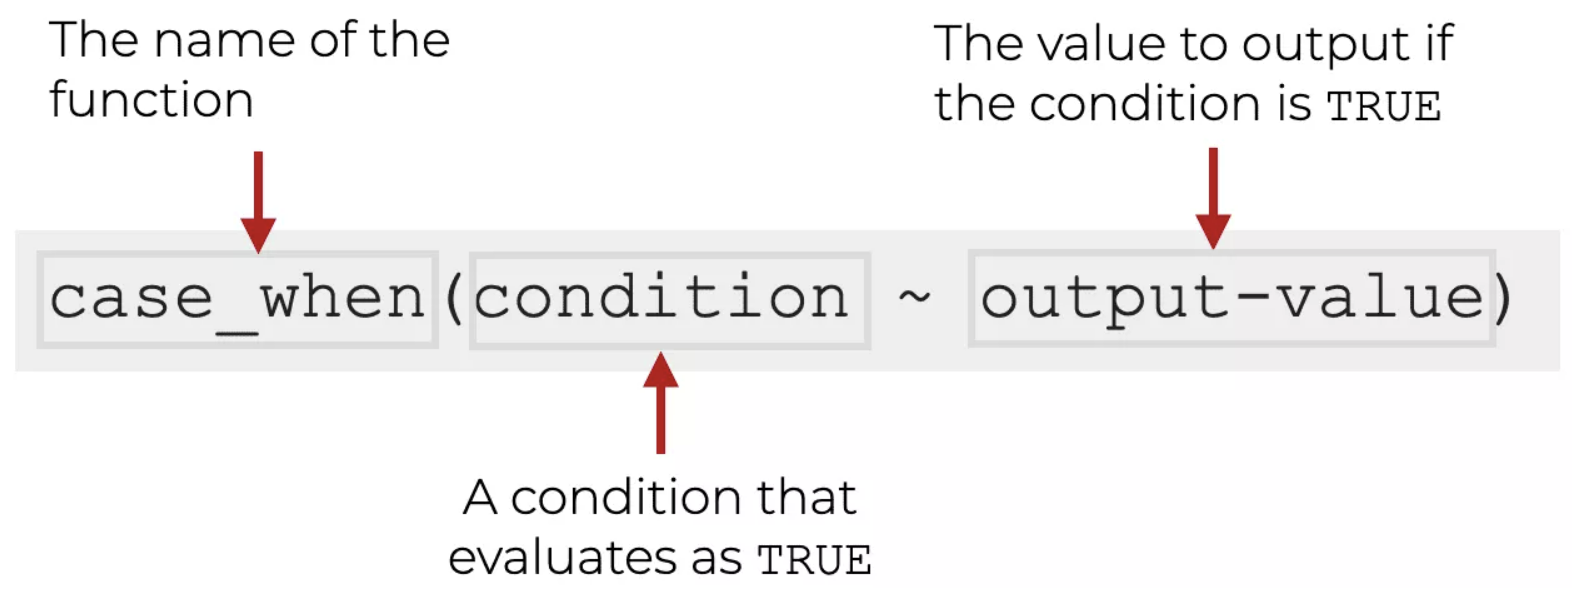 The name of the
function
The value to output if
the condition is TRUE
case_when(condition ~ output-value)
A condition that
evaluates as TRUE